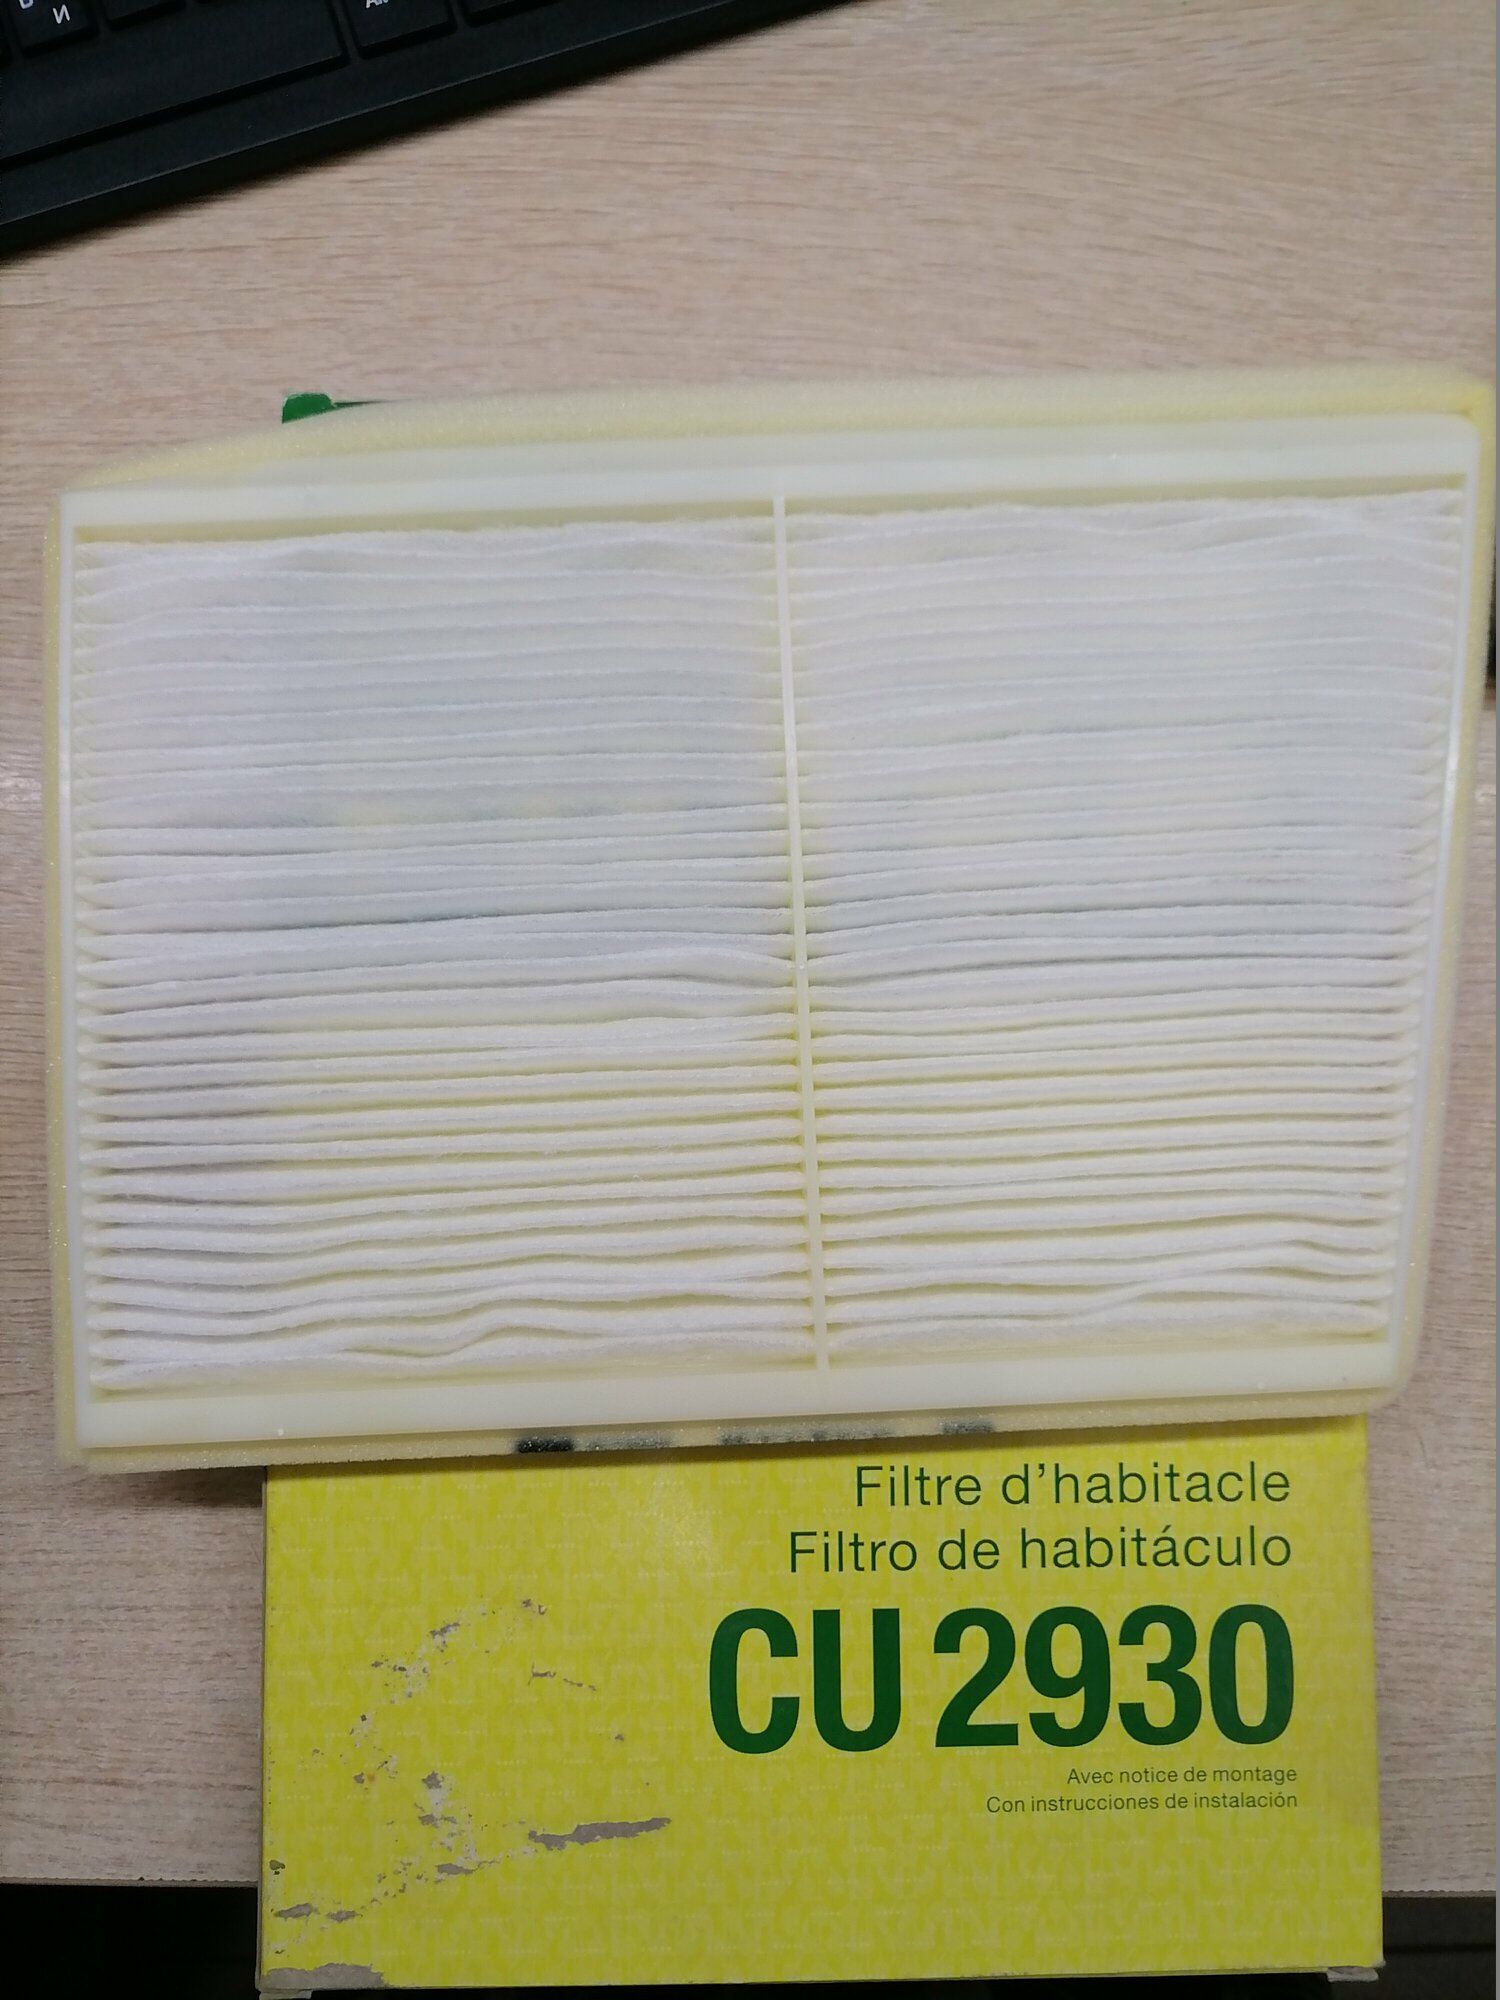 И
Filtre d'habitacle
Filtro de habitáculo
CU 2930
Avec notice de montage
Con instrucciones de instalación